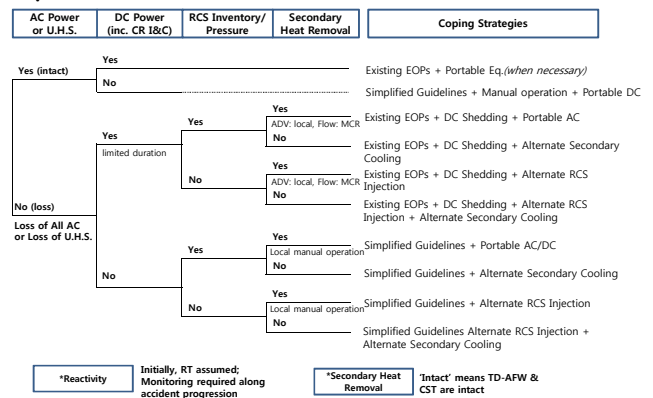 AC Power or U.H.S.
DC Power (inc. CR I&C)
RCS Inventory/ Pressure
Secondary Heat Removal
Coping Strategies
Yes (intact)
Yes
Existing EOPs + Portable Eq.(when necessary)
No
Simplified Guidelines + Manual operation + Portable DC
No (loss)
Loss of All AC
or Loss of U.H.S.
Yes
limited duration
Yes
Yes
ADV: local, Flow: MCR
Existing EOPs + DC Shedding + Portable AC
No
Existing EOPs + DC Shedding + Alternate Secondary
Cooling
No
Yes
ADV: local, Flow: MCR
Existing EOPs + DC Shedding + Alternate RCS
Injection
No
Existing EOPs + DC Shedding + Alternate RCS
Injection + Alternate Secondary Cooling
No
Yes
Yes
Local manual operation
Simplified Guidelines + Portable AC/DC
No
Simplified Guidelines + Alternate Secondary Cooling
No
Yes
Local manual operation
Simplified Guidelines + Alternate RCS Injection
No
Simplified Guidelines Alternate RCS Injection +
Alternate Secondary Cooling
*Reactivity
Initially, RT assumed;
Monitoring required along
accident progression
*Secondary Heat
Removal
'Intact' means TD-AFW &
CST are intact